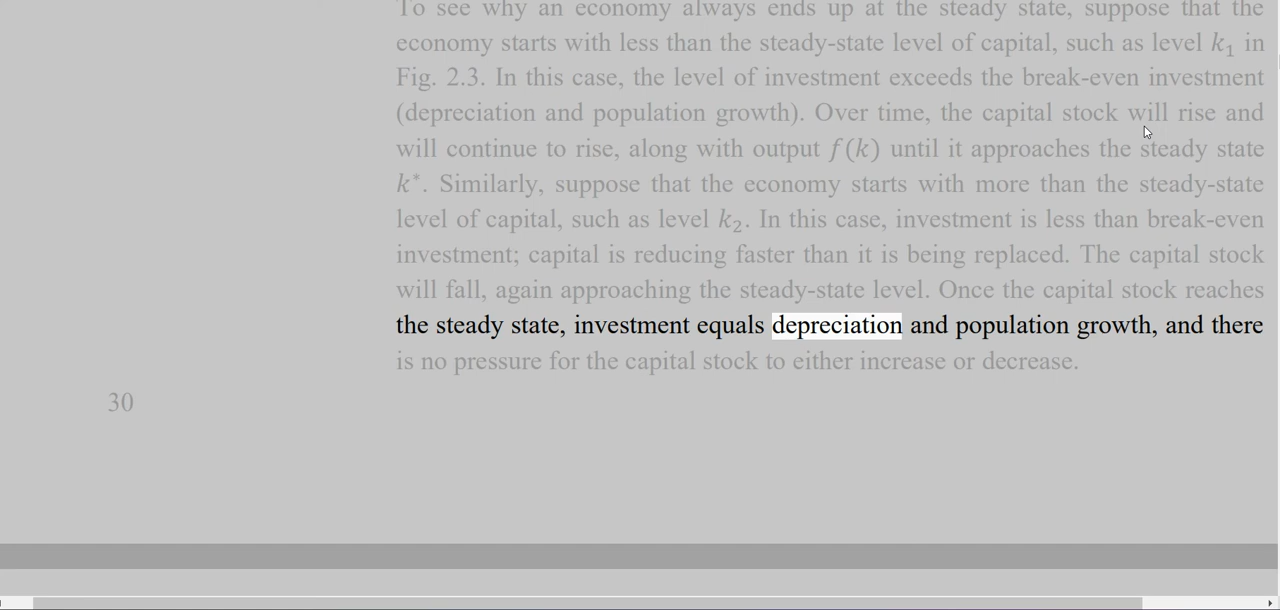 To see why an economy always ends up at the steady state, suppose that the
economy starts with less than the steady-state level of capital, such as level k₁ in
Fig. 2.3. In this case, the level of investment exceeds the break-even investment
(depreciation and population growth). Over time, the capital stock will rise and
will continue to rise, along with output f(k) until it approaches the steady state
k*. Similarly, suppose that the economy starts with more than the steady-state
level of capital, such as level k₂. In this case, investment is less than break-even
investment; capital is reducing faster than it is being replaced. The capital stock
will fall, again approaching the steady-state level. Once the capital stock reaches
the steady state, investment equals depreciation and population growth, and there
is no pressure for the capital stock to either increase or decrease.
30